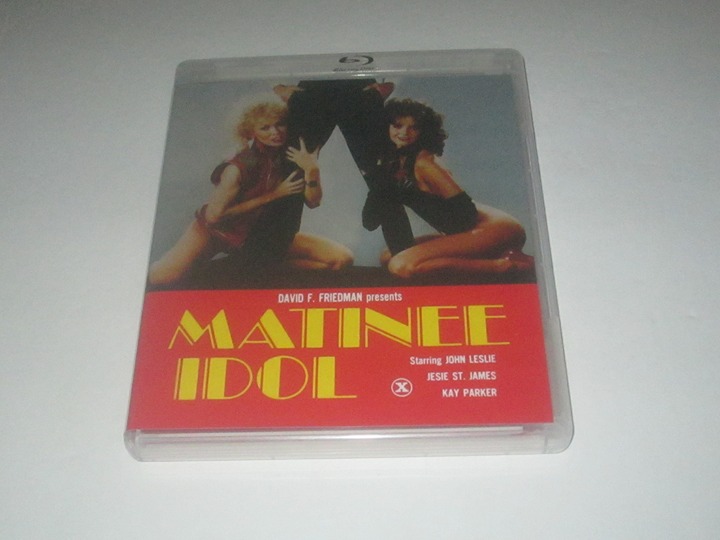 DAVID F. FRIEDMAN presents
MATINEE
IDOL
Starring JOHN LESLIE
JESIE ST. JAMES
KAY PARKER
X